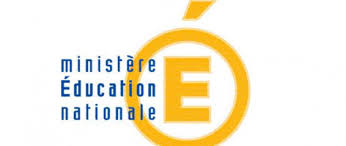 ministère
Éducation
nationale
É